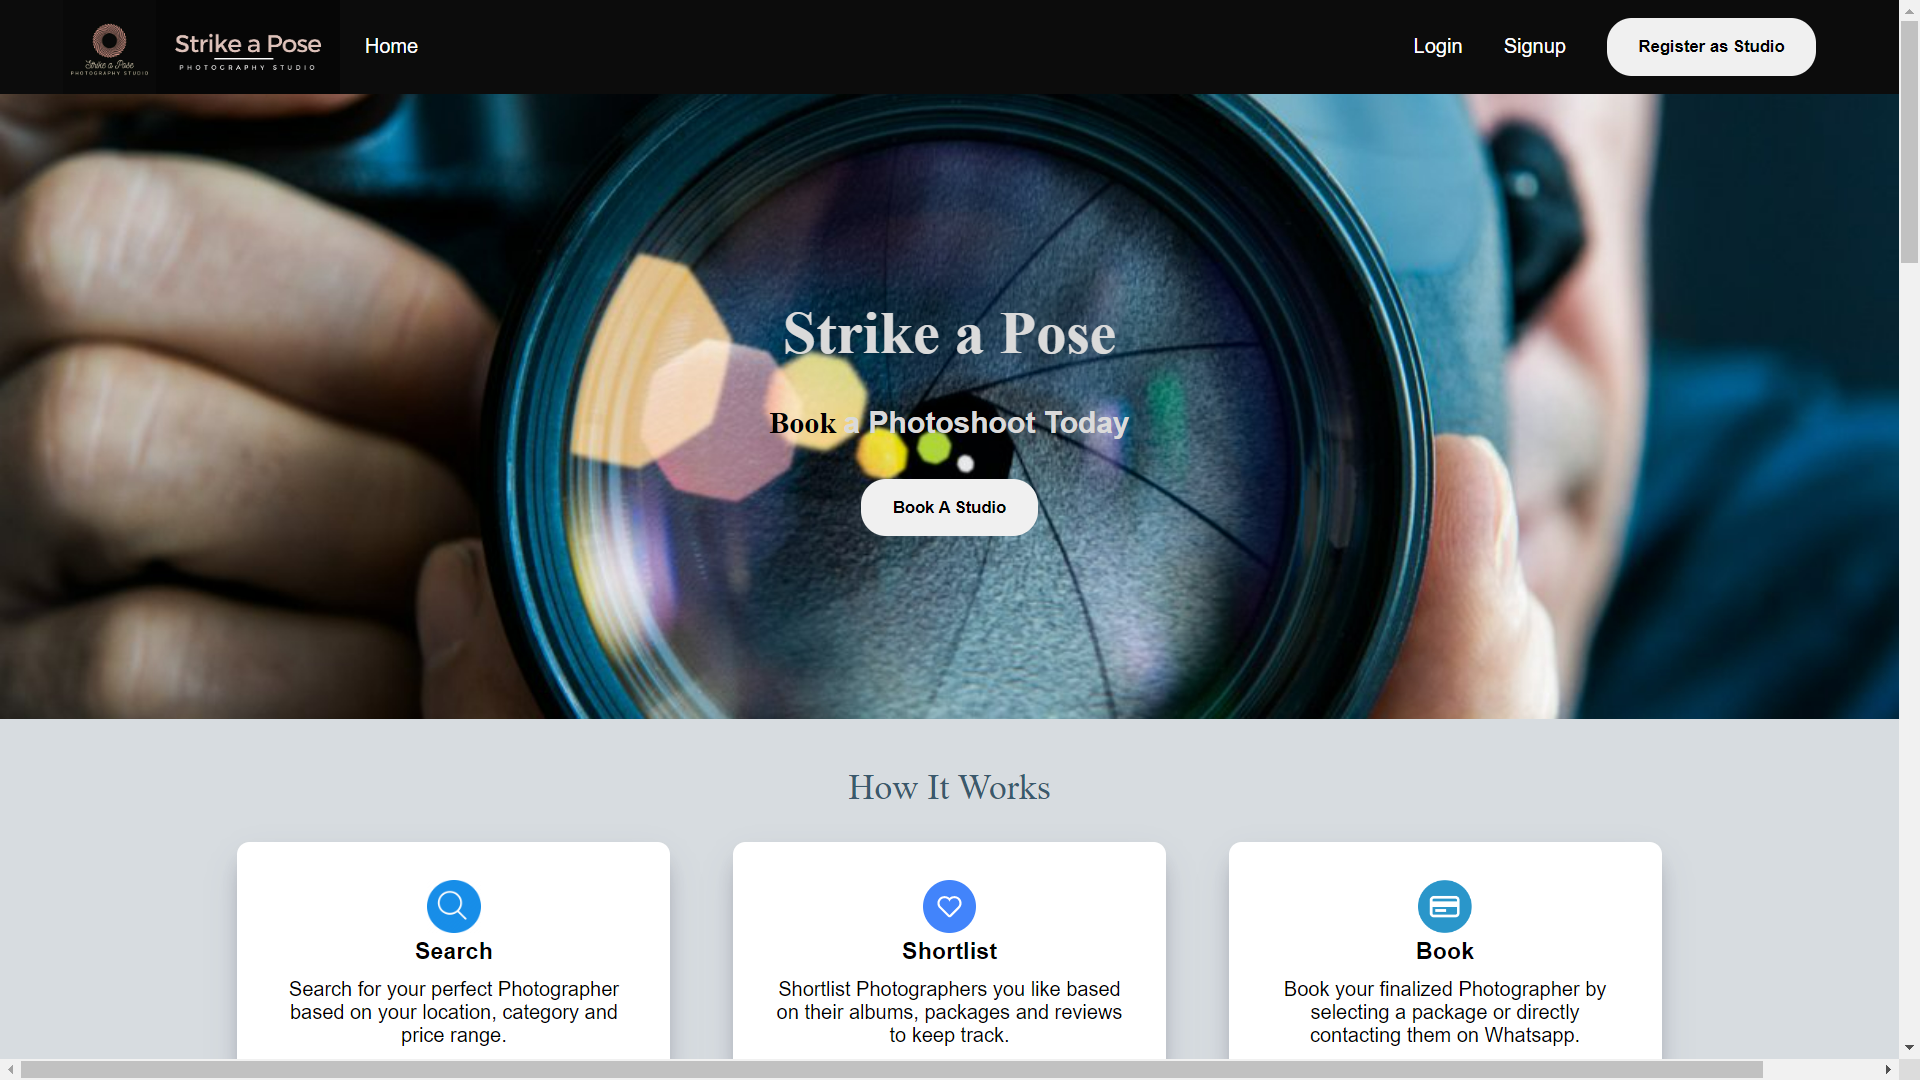 Strike a Pose
PHOTOGRAPHY STUDIO
Strike a Pose
PHOTOGRAPHY STUDIO
Home
Login
Signup
Register as Studio
Strike a Pose
Book a Photoshoot Today
Book A Studio
How It Works
Search
Search for your perfect Photographer
based on your location, category and
price range.
Shortlist
Shortlist Photographers you like based
on their albums, packages and reviews
to keep track.
Book
Book your finalized Photographer by
selecting a package or directly
contacting them on Whatsapp.